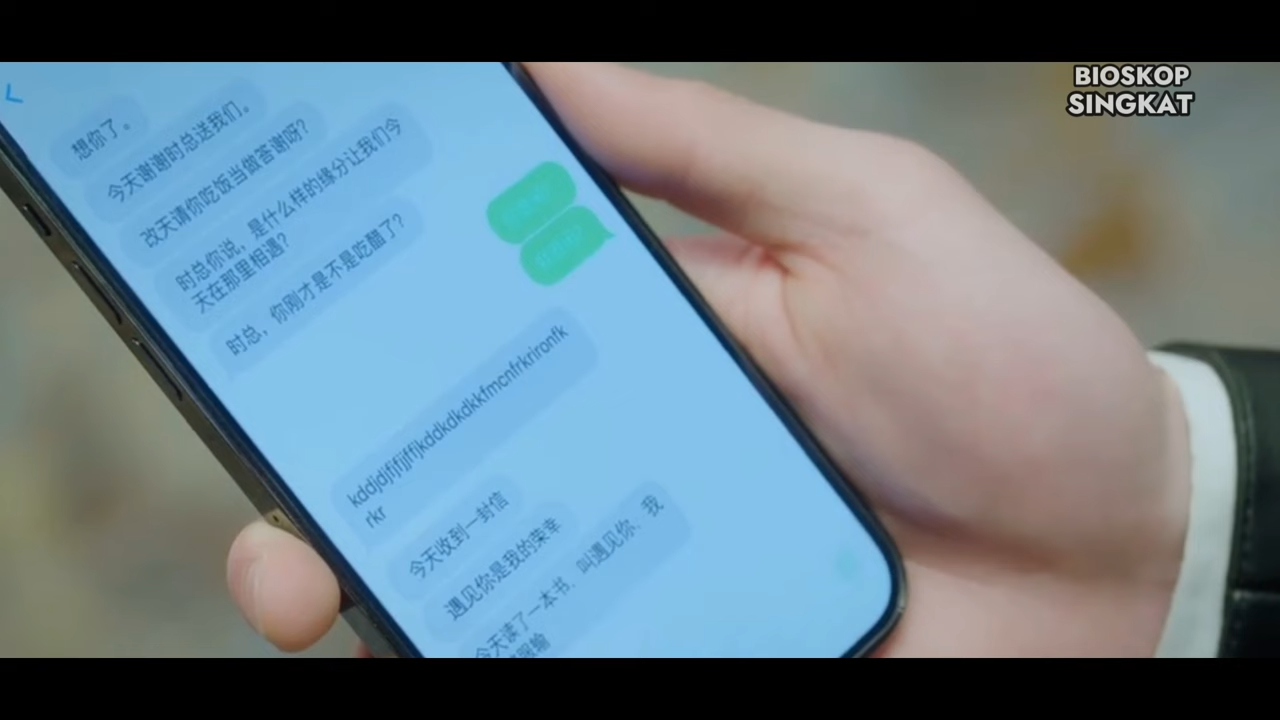 BIOSKOP
SINGKAT
想你了。
今天谢谢时总送我们。
改天请你吃饭当做答谢呀?
时总你说,是什么样的缘分让我们今
天在那里相遇?
时总,你刚才是不是吃醋了?
kddjdjfjfjjffjkddkdkdkkfmcnfrkrironfk
rkr
今天收到一封信
遇见你是我的荣幸
今天读了一本书,叫遇见你,我